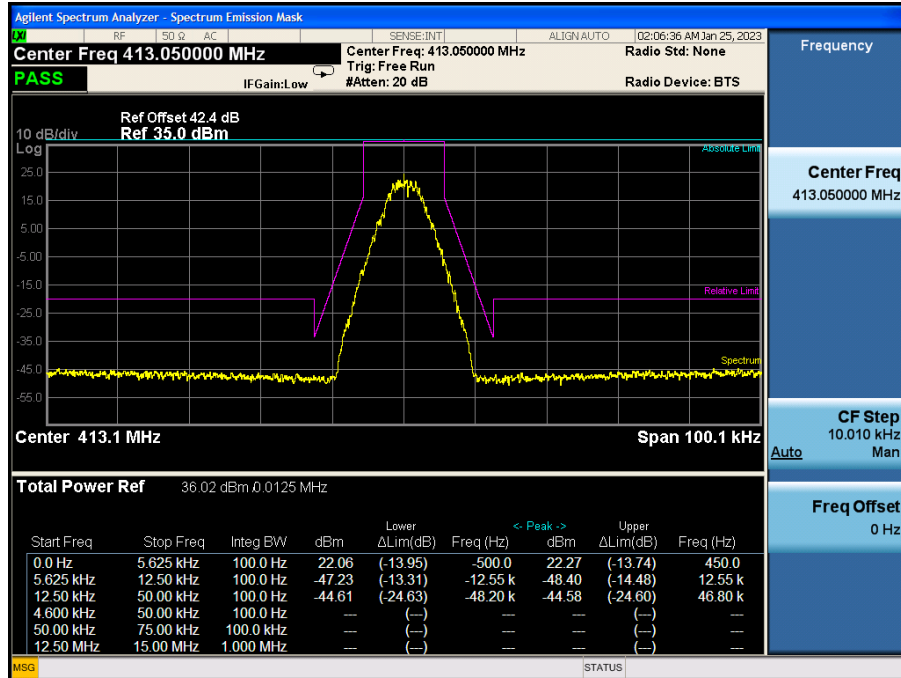 Agilent Spectrum Analyzer - Spectrum Emission Mask
LXI RF 50 Ω AC SENSE:INT ALIGN AUTO 02:06:36 AM Jan 25, 2023
Center Freq 413.050000 MHz
Center Freq: 413.050000 MHz
Radio Std: None
Trig: Free Run
PASS
IFGain:Low
#Atten: 20 dB
Radio Device: BTS
Frequency
Ref Offset 42.4 dB
10 dB/div Ref 35.0 dBm
Log
Absolute Limit
25.0
15.0
5.00
-5.00
-15.0
Relative Limit
-25.0
-35.0
Spectrum
-45.0
-55.0
Center 413.1 MHz
Span 100.1 kHz
Center Freq
413.050000 MHz
CF Step
10.010 kHz
Auto Man
Freq Offset
0 Hz
Total Power Ref 36.02 dBm /0.0125 MHz
Lower <- Peak -> Upper
Start Freq Stop Freq Integ BW dBm ΔLim(dB) Freq (Hz) dBm ΔLim(dB) Freq (Hz)
0.0 Hz 5.625 kHz 100.0 Hz 22.06 (-13.95) -500.0 22.27 (-13.74) 450.0
5.625 kHz 12.50 kHz 100.0 Hz -47.23 (-13.31) -12.55 k -48.40 (-14.48) 12.55 k
12.50 kHz 50.00 kHz 100.0 Hz -44.61 (-24.63) -48.20 k -44.58 (-24.60) 46.80 k
4.600 kHz 50.00 kHz 100.0 Hz --- (---) --- --- (---) ---
50.00 kHz 75.00 kHz 100.0 kHz --- (---) --- --- (---) ---
12.50 MHz 15.00 MHz 1.000 MHz --- (---) --- --- (---) ---
MSG STATUS